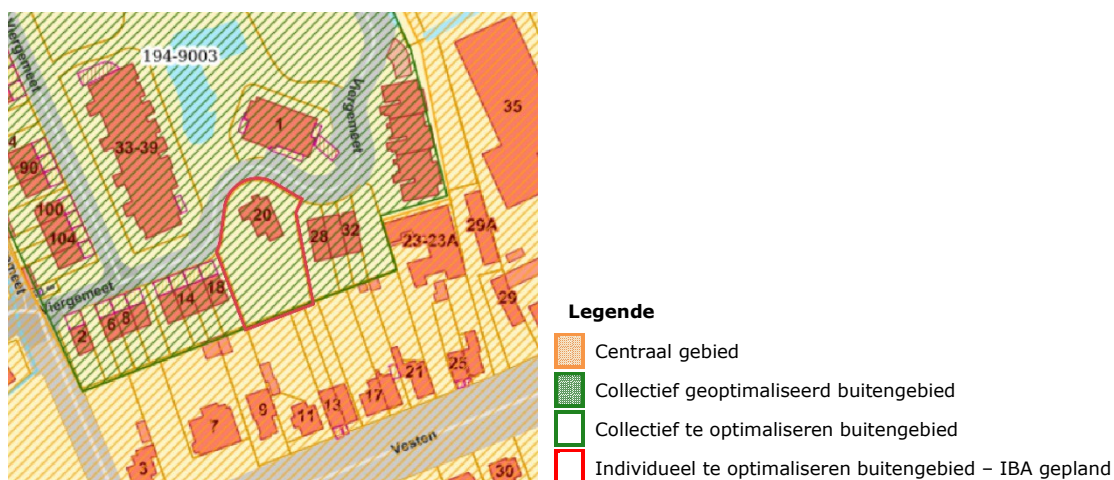 Viergemeet
194-9003
35
1
Viergemeet
33-39
90
100
104
20
28
32
29A
23-23A
29
Viergemeet
18
14
6
8
2
25
21
17
13
11
9
7
3
Vesten
30
Legende
Centraal gebied
Collectief geoptimaliseerd buitengebied
Collectief te optimaliseren buitengebied
Individueel te optimaliseren buitengebied – IBA gepland